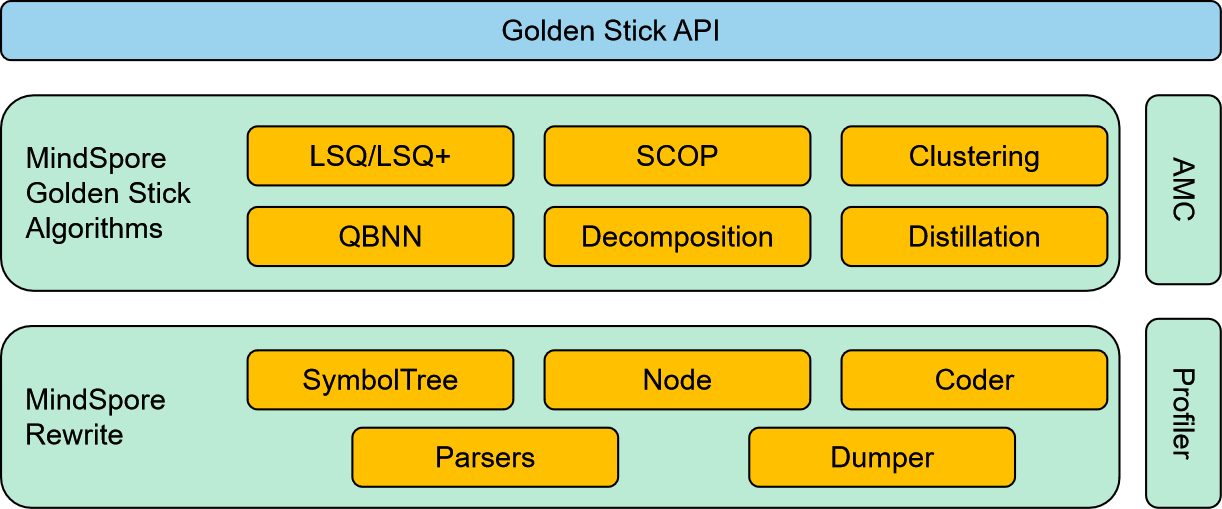 Golden Stick API
MindSpore
Golden Stick
Algorithms
LSQ/LSQ+
SCOP
Clustering
QBNN
Decomposition
Distillation
AMC
MindSpore
Rewrite
SymbolTree
Node
Coder
Parsers
Dumper
Profiler